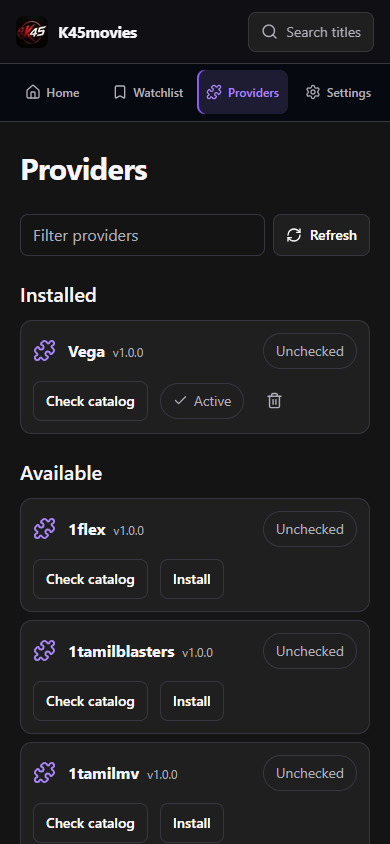 K45
K45movies
Search titles
Home
Watchlist
Providers
Settings
Providers
Filter providers
Refresh
Installed
Vega v1.0.0
Unchecked
Check catalog
Active
Available
1flex v1.0.0
Unchecked
Check catalog
Install
1tamilblasters v1.0.0
Unchecked
Check catalog
Install
1tamilmv v1.0.0
Unchecked
Check catalog
Install